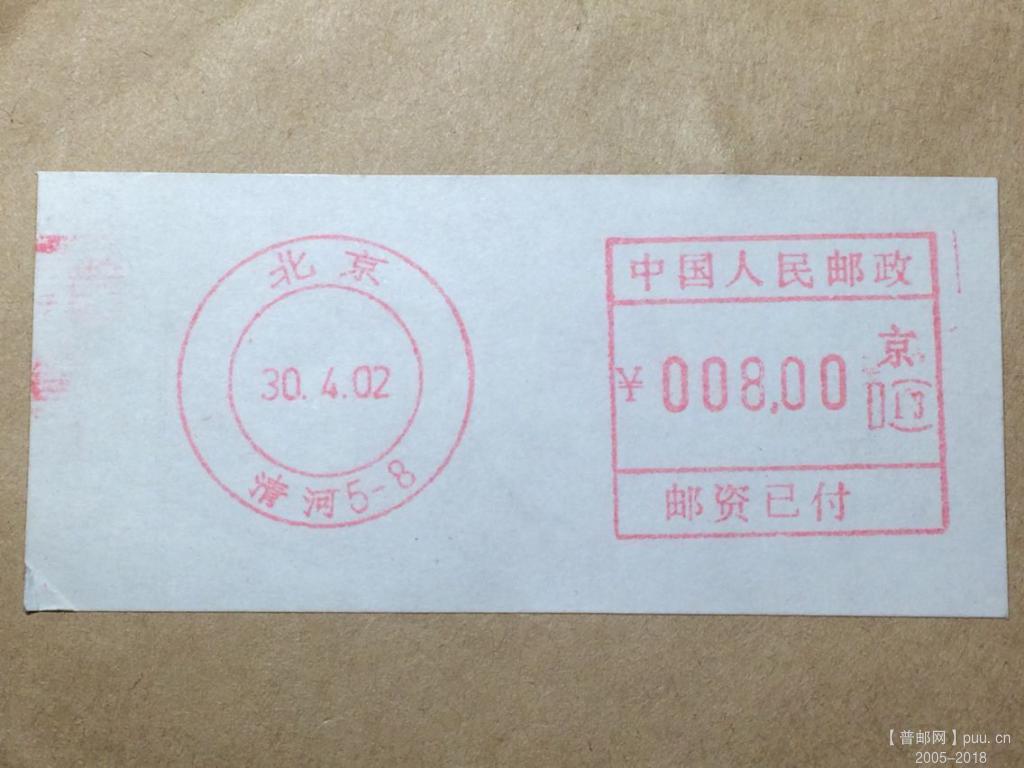 北京
30.4.02
清河5-8
中国人民邮政
京
¥008.00
邮资已付
【普邮网】puu.cn
2005-2018